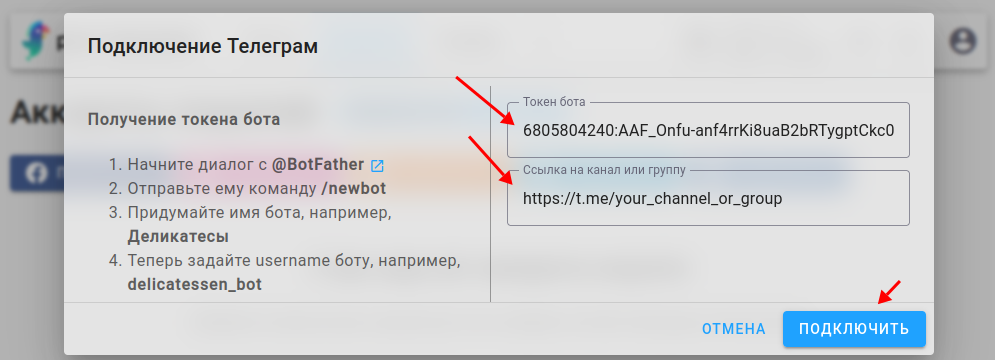 Подключение Телеграм
Получение токена бота
1. Начните диалог с @BotFather
2. Отправьте ему команду /newbot
3. Придумайте имя бота, например,
Деликатесы
4. Теперь задайте username боту, например,
delicatessen_bot
Токен бота
6805804240:AAF_Onfu-anf4rrKi8uaB2bRTygptCkc0
Ссылка на канал или группу
https://t.me/your_channel_or_group
ОТМЕНА
ПОДКЛЮЧИТЬ